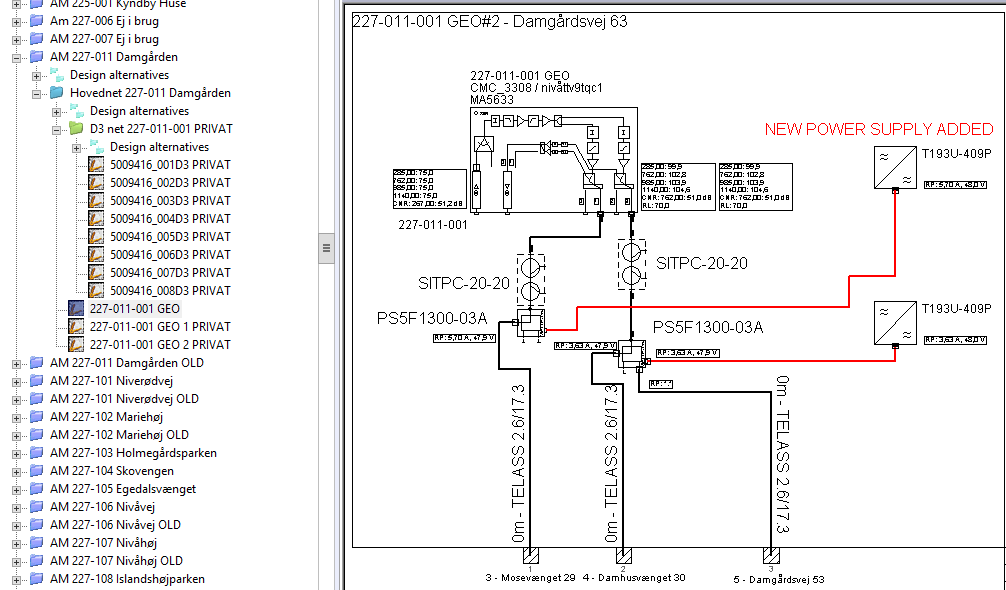 AM 225-001 Kyndby Huse
Am 227-006 Ej i brug
AM 227-007 Ej i brug
AM 227-011 Damgården
Design alternatives
Hovednet 227-011 Damgården
Design alternatives
D3 net 227-011-001 PRIVAT
Design alternatives
5009416_001D3 PRIVAT
5009416_002D3 PRIVAT
5009416_003D3 PRIVAT
5009416_004D3 PRIVAT
5009416_005D3 PRIVAT
5009416_006D3 PRIVAT
5009416_007D3 PRIVAT
5009416_008D3 PRIVAT
227-011-001 GEO
227-011-001 GEO 1 PRIVAT
227-011-001 GEO 2 PRIVAT
AM 227-011 Damgården OLD
AM 227-101 Niverødvej
AM 227-101 Niverødvej OLD
AM 227-102 Mariehøj
AM 227-102 Mariehøj OLD
AM 227-103 Holmegårdsparken
AM 227-104 Skovengen
AM 227-105 Egedalsvænget
AM 227-106 Nivåvej
AM 227-106 Nivåvej OLD
AM 227-107 Nivåhøj
AM 227-107 Nivåhøj OLD
AM 227-108 Islandshøjparken
227-011-001 GEO#2 - Damgårdsvej 63
227-011-001 GEO
CMC_3308 / nivåttv9tqc1
MA5633
285,00: 75,0
762,00: 75,0
985,00: 75,0
1140,00: 75,0
CNR: 267,00: 51,2 dB
285,00: 99,9
762,00: 102,8
985,00: 103,9
1140,00: 104,6
CNR: 762,00: 51,0 dB
RL: 70,0
285,00: 99,9
762,00: 102,8
985,00: 103,9
1140,00: 104,6
CNR: 762,00: 51,0 dB
RL: 70,0
227-011-001
NEW POWER SUPPLY ADDED
T193U-409P
RP: 5,70 A, 48,0 V
SITPC-20-20
SITPC-20-20
PS5F1300-03A
RP: 5,70 A, 47,9 V
T193U-409P
RP: 3,63 A, 48,0 V
PS5F1300-03A
RP: 3,63 A, 47,9 V
RP: 3,63 A, 47,9 V
RP: *,*
0m - TELASS 2.6/17.3
0m - TELASS 2.6/17.3
0m - TELASS 2.6/17.3
1
2
3
3 - Mosevænget 29
4 - Damhusvænget 30
5 - Damgårdsvej 53